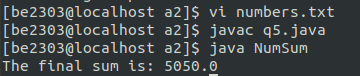 [be2303@localhost a2]$ vi numbers.txt
[be2303@localhost a2]$ javac q5.java
[be2303@localhost a2]$ java NumSum
The final sum is: 5050.0